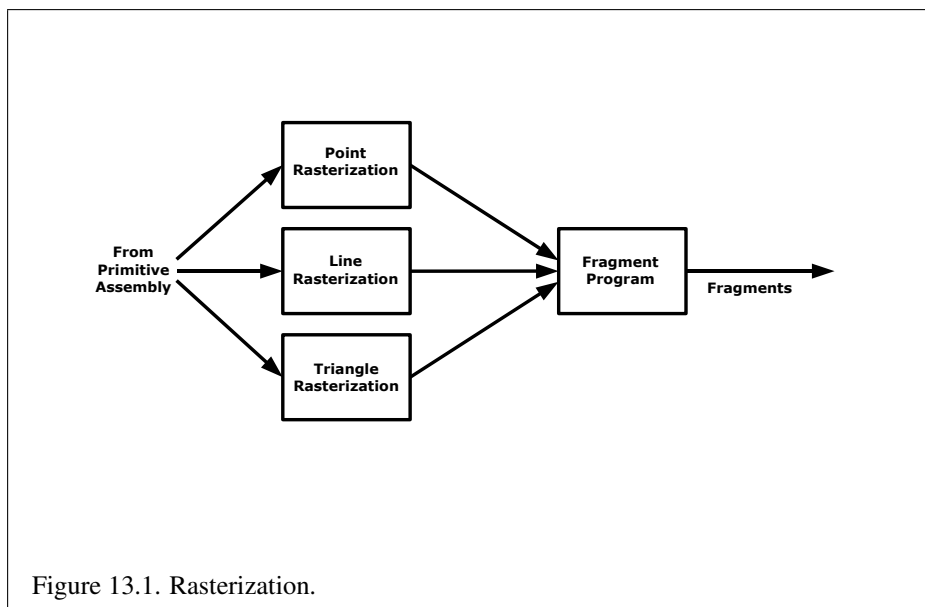 Point
Rasterization
From
Primitive
Assembly
Line
Rasterization
Fragment
Program
Fragments
Triangle
Rasterization
Figure 13.1. Rasterization.